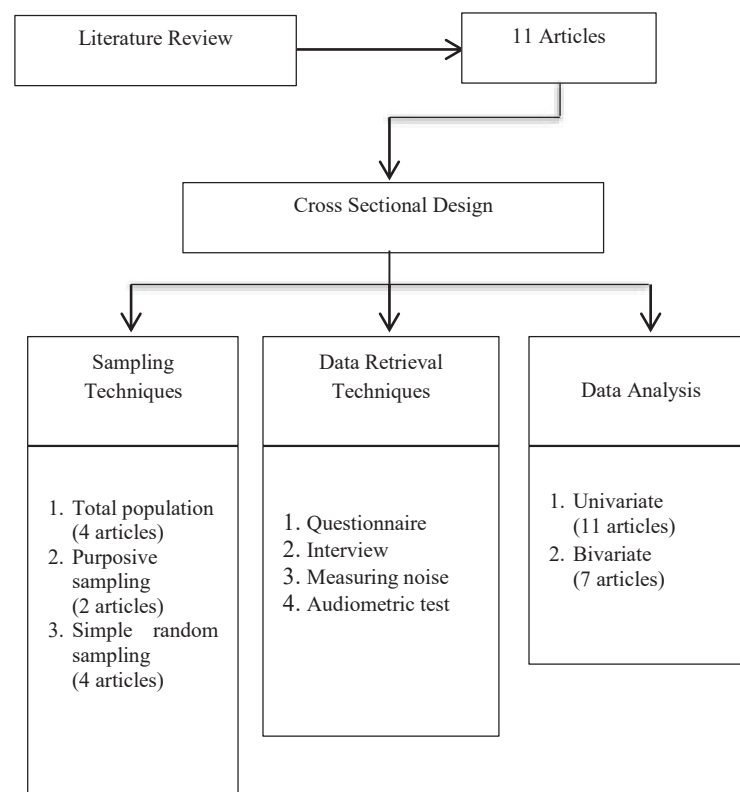 Literature Review
11 Articles
Cross Sectional Design
Sampling
Techniques
Data Retrieval
Techniques
Data Analysis
1. Total population
(4 articles)
2. Purposive
sampling
(2 articles)
3. Simple random
sampling
(4 articles)
1. Questionnaire
2. Interview
3. Measuring noise
4. Audiometric test
1. Univariate
(11 articles)
2. Bivariate
(7 articles)